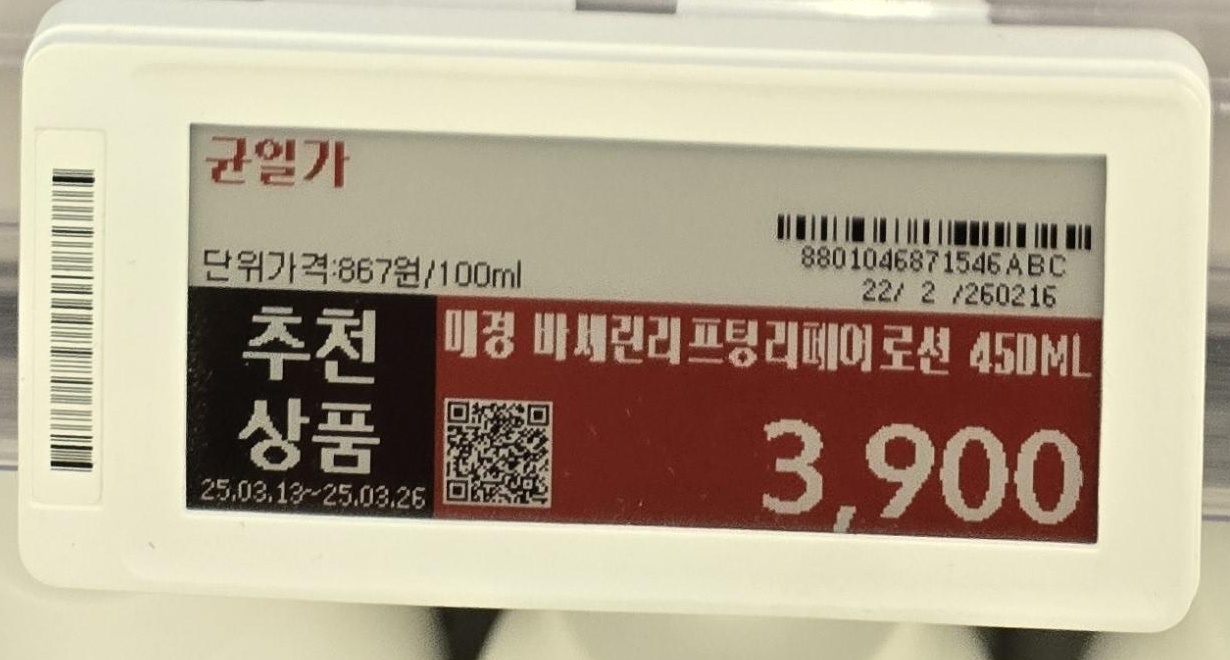 균일가
8801046871546ABC
단위가격:867원/100ml
22/ 2 /260216
추천
상품
25.03.13~25.03.26
미경 바세린리프팅리페어로션 450ML
3,900